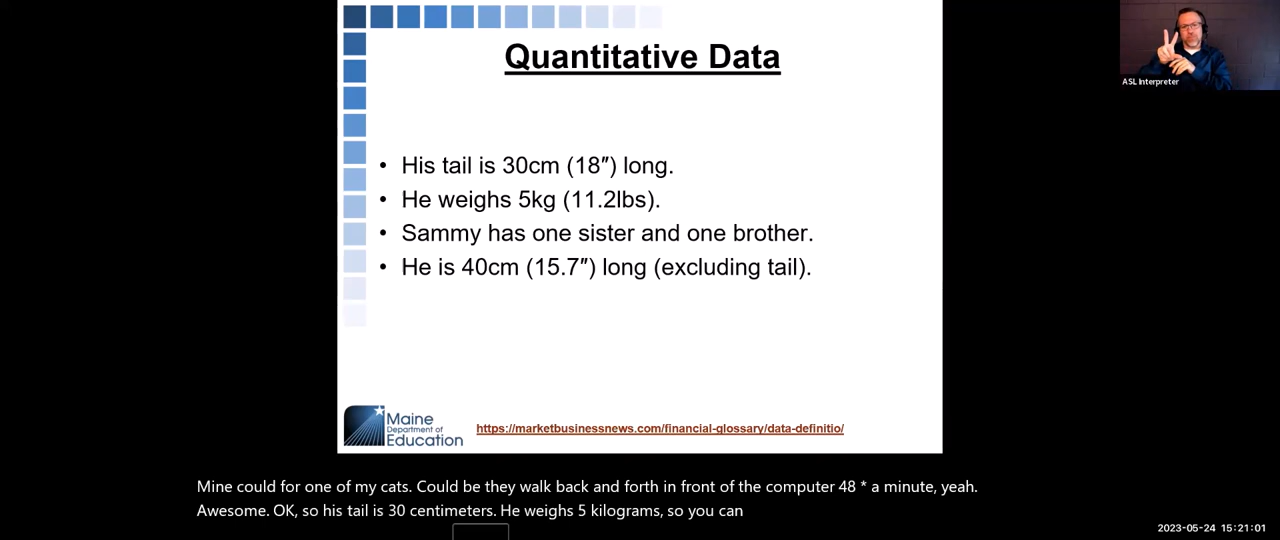 Quantitative Data
ASL Interpreter
• His tail is 30cm (18″) long.
• He weighs 5kg (11.2lbs).
• Sammy has one sister and one brother.
• He is 40cm (15.7″) long (excluding tail).
Maine
Department of
Education
https://marketbusinessnews.com/financial-glossary/data-definitio/
Mine could for one of my cats. Could be they walk back and forth in front of the computer 48 * a minute, yeah.
Awesome. OK, so his tail is 30 centimeters. He weighs 5 kilograms, so you can
2023-05-24 15:21:01